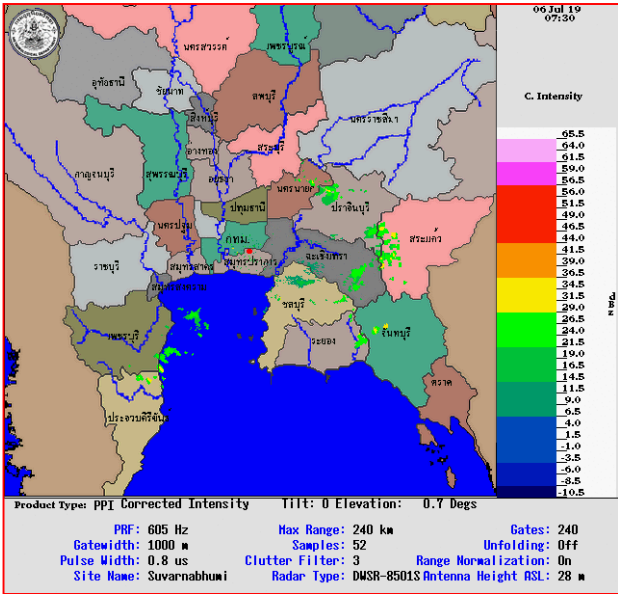 06 Jul 19
07:30
C. Intensity
นครสวรรค์
เพชรบูรณ์
อุทัยธานี
ชัยนาท
ลพบุรี
สิงห์บุรี
นครราชสีมา
อ่างทอง
สระบุรี
กาญจนบุรี
สุพรรณบุรี
อยุธยา
นครนายก
ปราจีนบุรี
ปทุมธานี
นครปฐม
กทม.
สระแก้ว
ราชบุรี
สมุทรสาคร
สมุทรปราการ
ฉะเชิงเทรา
สมุทรสงคราม
ชลบุรี
เพชรบุรี
ระยอง
จันทบุรี
ตราด
ประจวบคีรีขันธ์
65.5
64.0
61.5
59.0
56.5
56.0
51.5
49.0
46.5
44.0
41.5
39.0
36.5
34.0
31.5
29.0
26.5
24.0
21.5
19.0
16.5
14.5
11.5
9.0
6.5
4.0
1.5
-1.0
-3.5
-6.0
-8.5
-10.5
Product Type: PPI Corrected Intensity Tilt: 0 Elevation: 0.7 Degs
PRF: 605 Hz Max Range: 240 km Gates: 240
Gatewidth: 1000 m Samples: 52 Unfolding: Off
Pulse Width: 0.8 us Clutter Filter: 3 Range Normalization: On
Site Name: Suvarnabhumi Radar Type: DWSR-8501S Antenna Height ASL: 28 m